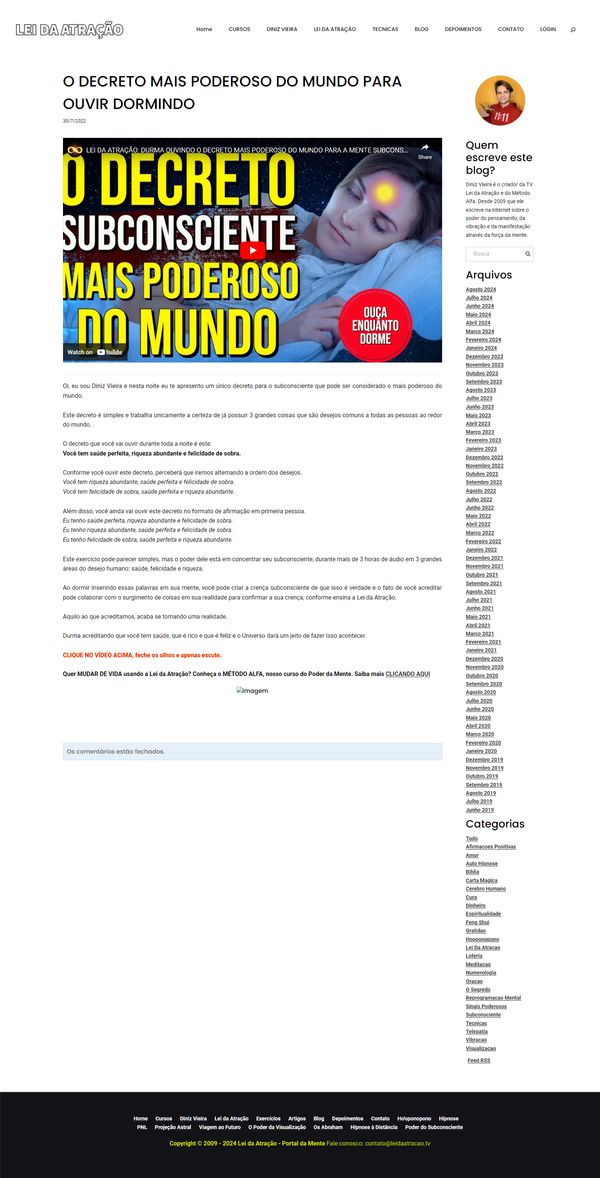 LEI DA ATRAÇÃO
Home CURSOS DINIZ VIEIRA LEI DA ATRAÇÃO TECNICAS BLOG DEPOIMENTOS CONTATO LOGIN
O DECRETO MAIS PODEROSO DO MUNDO PARA
OUVIR DORMINDO
30/7/2022
LEI DA ATRAÇÃO: DURMA OUVINDO O DECRETO MAIS PODEROSO DO MUNDO PARA A MENTE SUBCONS...
Share
O DECRETO
SUBCONSCIENTE
MAIS PODEROSO
DO MUNDO
OUÇA
ENQUANTO
DORME
Watch on YouTube
Oi, eu sou Diniz Vieira e nesta noite eu te apresento um único decreto para o subconsciente que pode ser considerado o mais poderoso do
mundo.
Este decreto é simples e trabalha unicamente a certeza de já possuir 3 grandes coisas que são desejos comuns a todas as pessoas ao redor
do mundo.
O decreto que você vai ouvir durante toda a noite é este:
Você tem saúde perfeita, riqueza abundante e felicidade de sobra.
Conforme você ouvir este decreto, perceberá que iremos alternando a ordem dos desejos.
Você tem riqueza abundante, saúde perfeita e felicidade de sobra.
Você tem felicidade de sobra, saúde perfeita e riqueza abundante.
Além disso, você ainda vai ouvir este decreto no formato de afirmação em primeira pessoa.
Eu tenho saúde perfeita, riqueza abundante e felicidade de sobra.
Eu tenho riqueza abundante, saúde perfeita e felicidade de sobra.
Eu tenho felicidade de sobra, saúde perfeita e riqueza abundante.
Este exercício pode parecer simples, mas o poder dele está em concentrar seu subconsciente, durante mais de 3 horas de áudio em 3 grandes
áreas do desejo humano: saúde, felicidade e riqueza.
Ao dormir inserindo essas palavras em sua mente, você pode criar a crença subconsciente de que isso é verdade e o fato de você acreditar
pode colaborar com o surgimento de coisas em sua realidade para confirmar a sua crença, conforme ensina a Lei da Atração.
Aquilo ao que acreditamos, acaba se tornando uma realidade.
Durma acreditando que você tem saúde, que é rico e que é feliz e o Universo dará um jeito de fazer isso acontecer.
CLIQUE NO VÍDEO ACIMA, feche os olhos e apenas escute.
Quer MUDAR DE VIDA usando a Lei da Atração? Conheça o MÉTODO ALFA, nosso curso do Poder da Mente. Saiba mais CLICANDO AQUI
Imagem
Os comentários estão fechados.
11:11
Quem
escreve este
blog?
Diniz Vieira é o criador da TV
Lei da Atração e do Método
Alfa. Desde 2009 que ele
escreve na Internet sobre o
poder do pensamento, da
vibração e da manifestação
através da força da mente.
Busca
Arquivos
Agosto 2024
Julho 2024
Junho 2024
Maio 2024
Abril 2024
Março 2024
Fevereiro 2024
Janeiro 2024
Dezembro 2023
Novembro 2023
Outubro 2023
Setembro 2023
Agosto 2023
Julho 2023
Junho 2023
Maio 2023
Abril 2023
Março 2023
Fevereiro 2023
Janeiro 2023
Dezembro 2022
Novembro 2022
Outubro 2022
Setembro 2022
Agosto 2022
Julho 2022
Junho 2022
Maio 2022
Abril 2022
Março 2022
Fevereiro 2022
Janeiro 2022
Dezembro 2021
Novembro 2021
Outubro 2021
Setembro 2021
Agosto 2021
Julho 2021
Junho 2021
Maio 2021
Abril 2021
Março 2021
Fevereiro 2021
Janeiro 2021
Dezembro 2020
Novembro 2020
Outubro 2020
Setembro 2020
Agosto 2020
Julho 2020
Junho 2020
Maio 2020
Abril 2020
Março 2020
Fevereiro 2020
Janeiro 2020
Dezembro 2019
Novembro 2019
Outubro 2019
Setembro 2019
Agosto 2019
Julho 2019
Junho 2019
Categorias
Tudo
Afirmacoes Positivas
Amor
Auto Hipnose
Biblia
Carta Magica
Cerebro Humano
Cura
Dinheiro
Espiritualidade
Feng Shui
Gratidao
Hooponopono
Lei Da Atracao
Loteria
Meditacao
Numerologia
Oracao
O Segredo
Reprogramacao Mental
Sinais Poderosos
Subconsciente
Tecnicas
Telepatia
Vibracao
Visualizacao
Feed RSS
Home Cursos Diniz Vieira Lei da Atração Exercícios Artigos Blog Depoimentos Contato Ho'oponopono Hipnose
PNL Projeção Astral Viagem ao Futuro O Poder da Visualização Os Abraham Hipnose à Distância Poder do Subconsciente
Copyright © 2009 - 2024 Lei da Atração - Portal da Mente Fale conosco: contato@leidaatracao.tv